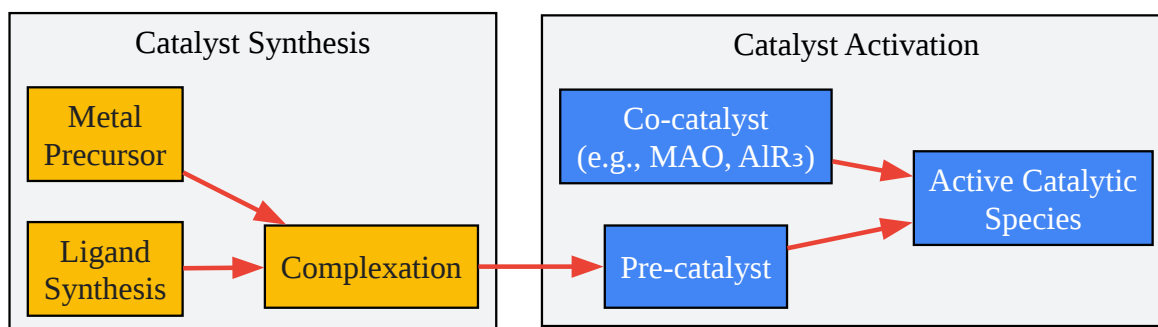 Catalyst Synthesis
Metal
Precursor
Ligand
Synthesis
Complexation
Catalyst Activation
Co-catalyst
(e.g., MAO, AlR₃)
Pre-catalyst
Active Catalytic
Species